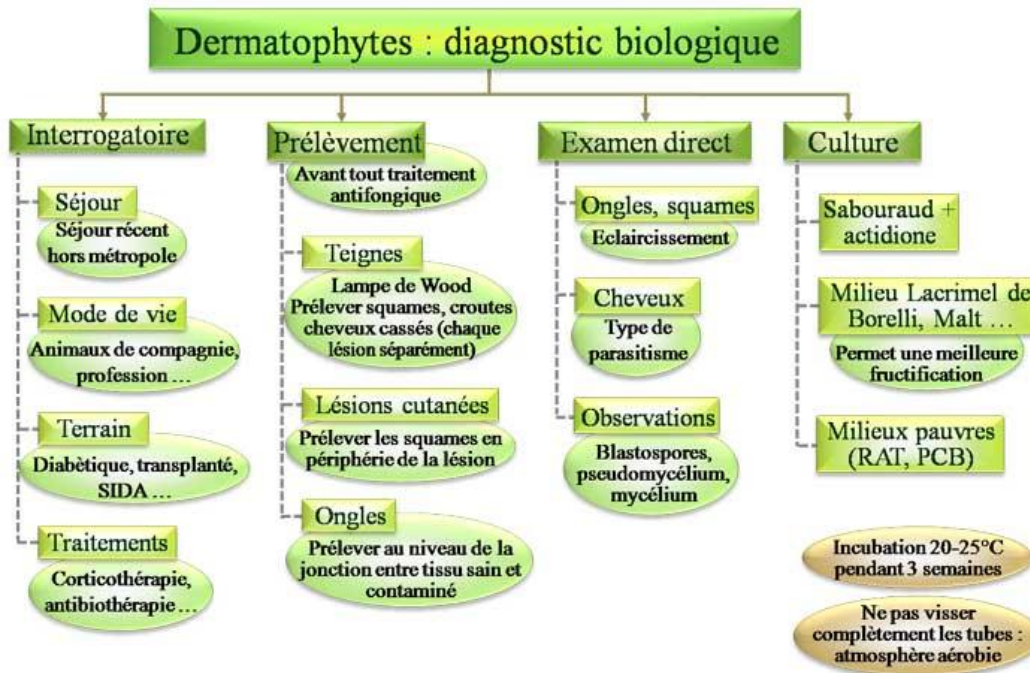 Dermatophytes : diagnostic biologique
Interrogatoire
Séjour
Séjour récent
hors métropole
Mode de vie
Animaux de compagnie,
profession ...
Terrain
Diabètique, transplanté,
SIDA ...
Traitements
Corticothérapie,
antibiothérapie ...
Prélèvement
Avant tout traitement
antifongique
Teignes
Lampe de Wood
Prélever squames, croutes
cheveux cassés (chaque
lésion séparément)
Lésions cutanées
Prélever les squames en
périphérie de la lésion
Ongles
Prélever au niveau de la
jonction entre tissu sain et
contaminé
Examen direct
Ongles, squames
Eclaircissement
Cheveux
Type de
parasitisme
Observations
Blastospores,
pseudomycélium,
mycélium
Culture
Sabouraud +
actidione
Milieu Lacrimel de
Borelli, Malt ...
Permet une meilleure
fructification
Milieux pauvres
(RAT, PCB)
Incubation 20-25°C
pendant 3 semaines
Ne pas visser
complètement les tubes :
atmosphère aérobie